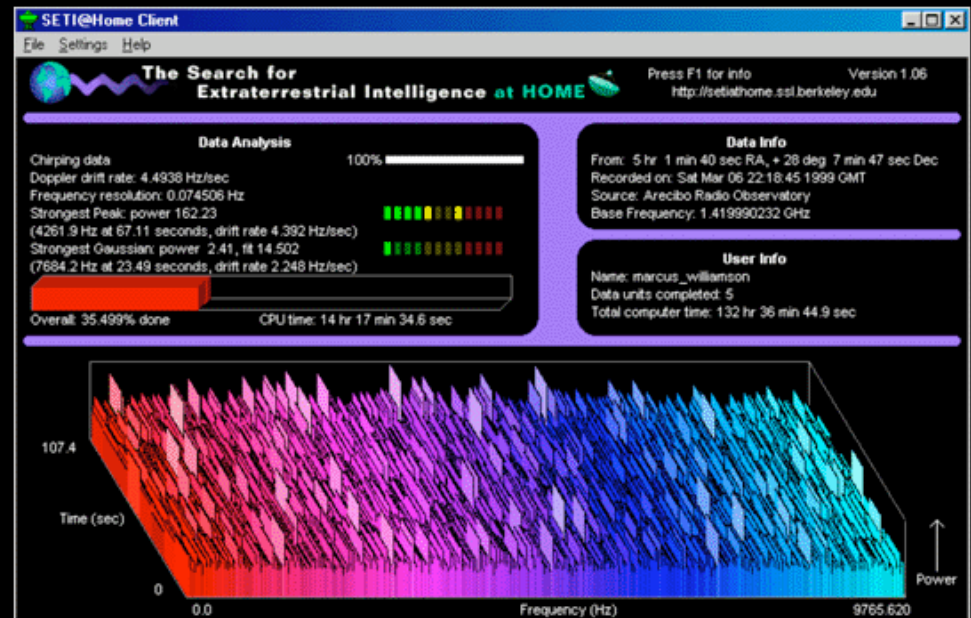 SETI@Home Client
File Settings Help
The Search for
Extraterrestrial Intelligence at HOME
Press F1 for info Version 1.06
http://setiathome.ssl.berkeley.edu
Data Analysis
Chirping data 100%
Doppler drift rate: 4.4938 Hz/sec
Frequency resolution: 0.074506 Hz
Strongest Peak: power 162.23
(4261.9 Hz at 67.11 seconds, drift rate 4.392 Hz/sec)
Strongest Gaussian: power 2.41, fit 14.502
(7684.2 Hz at 23.49 seconds, drift rate 2.248 Hz/sec)
Overall: 35.499% done CPU time: 14 hr 17 min 34.6 sec
Data Info
From: 5 hr 1 min 40 sec RA, + 28 deg 7 min 47 sec Dec
Recorded on: Sat Mar 06 22:18:45 1999 GMT
Source: Arecibo Radio Observatory
Base Frequency: 1.419990232 GHz
User Info
Name: marcus_williamson
Data units completed: 5
Total computer time: 132 hr 36 min 44.9 sec
107.4
Time (sec)
0
Power
0.0 Frequency (Hz) 9765.620